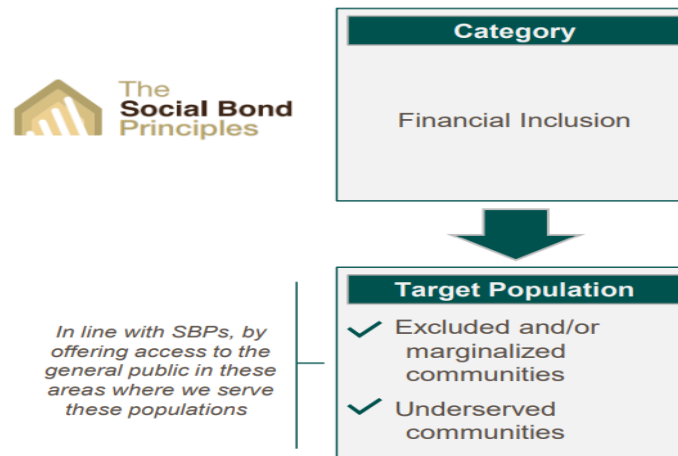 The
Social Bond
Principles
Category
Financial Inclusion
Target Population
Excluded and/or
marginalized
communities
Underserved
communities
In line with SBPs, by
offering access to the
general public in these
areas where we serve
these populations